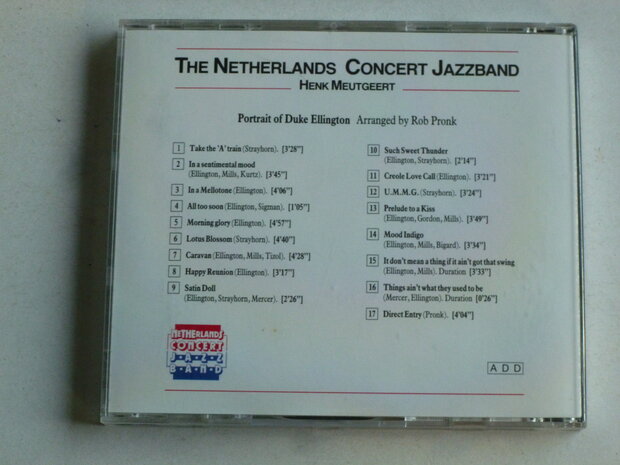 THE NETHERLANDS CONCERT JAZZBAND
HENK MEUTGEERT
Portrait of Duke Ellington Arranged by Rob Pronk
1 Take the 'A' train (Strayhorn). [3'28"]
2 In a sentimental mood
(Ellington, Mills, Kurtz). [3'45"]
3 In a Mellotone (Ellington). [4'06"]
4 All too soon (Ellington, Sigman). [1'05"]
5 Morning glory (Ellington). [4'57"]
6 Lotus Blossom (Strayhorn). [4'40"]
7 Caravan (Ellington, Mills, Tizol). [4'28"]
8 Happy Reunion (Ellington). [3'17"]
9 Satin Doll
(Ellington, Strayhorn, Mercer). [2'26"]
10 Such Sweet Thunder
(Ellington, Strayhorn). [2'14"]
11 Creole Love Call (Ellington). [3'21"]
12 U.M.M.G. (Strayhorn). [3'24"]
13 Prelude to a Kiss
(Ellington, Gordon, Mills). [3'49"]
14 Mood Indigo
(Ellington, Mills, Bigard). [3'34"]
15 It don't mean a thing if it ain't got that swing
(Ellington, Mills). Duration [3'33"]
16 Things ain't what they used to be
(Mercer, Ellington). Duration [0'26"]
17 Direct Entry (Pronk). [4'04"]
NETHERLANDS
CONCERT
JAZZ
BAND
ADD